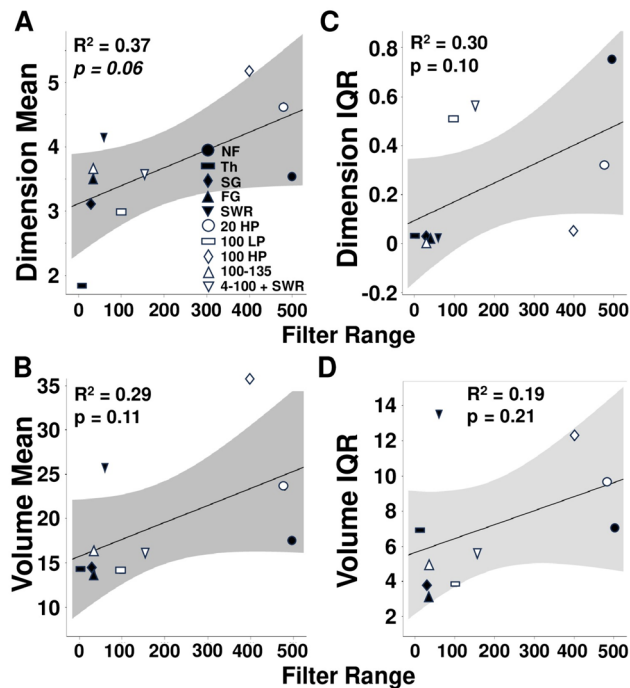 A
R² = 0.37
p = 0.06
Dimension Mean
5
4
3
2
NF
Th
SG
FG
SWR
20 HP
100 LP
100 HP
100-135
4-100 + SWR
0 100 200 300 400 500
C
R² = 0.30
p = 0.10
Dimension IQR
0.8
0.6
0.4
0.2
0
-0.2
0 100 200 300 400 500
Filter Range
B
R² = 0.29
p = 0.11
Volume Mean
35
30
25
20
15
10
0 100 200 300 400 500
D
R² = 0.19
p = 0.21
Volume IQR
14
12
10
8
6
4
2
0 100 200 300 400 500
Filter Range